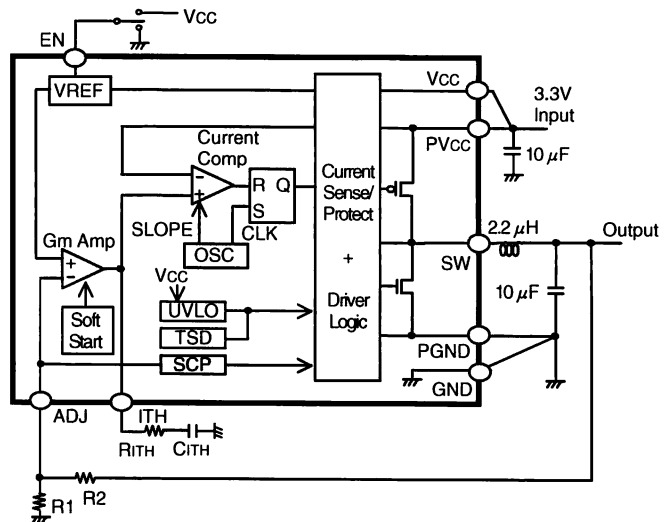 VCC
EN
VREF
VCC
3.3V
Input
PVCC
10 μF
Current
Comp
-
+
R Q
S
Current
Sense/
Protect
+
Driver
Logic
SLOPE
CLK
OSC
2.2 μH
Output
SW
Gm Amp
+
-
10 μF
VCC
UVLO
Soft
Start
TSD
SCP
PGND
GND
ADJ
ITH
RITH
CITH
R2
R1